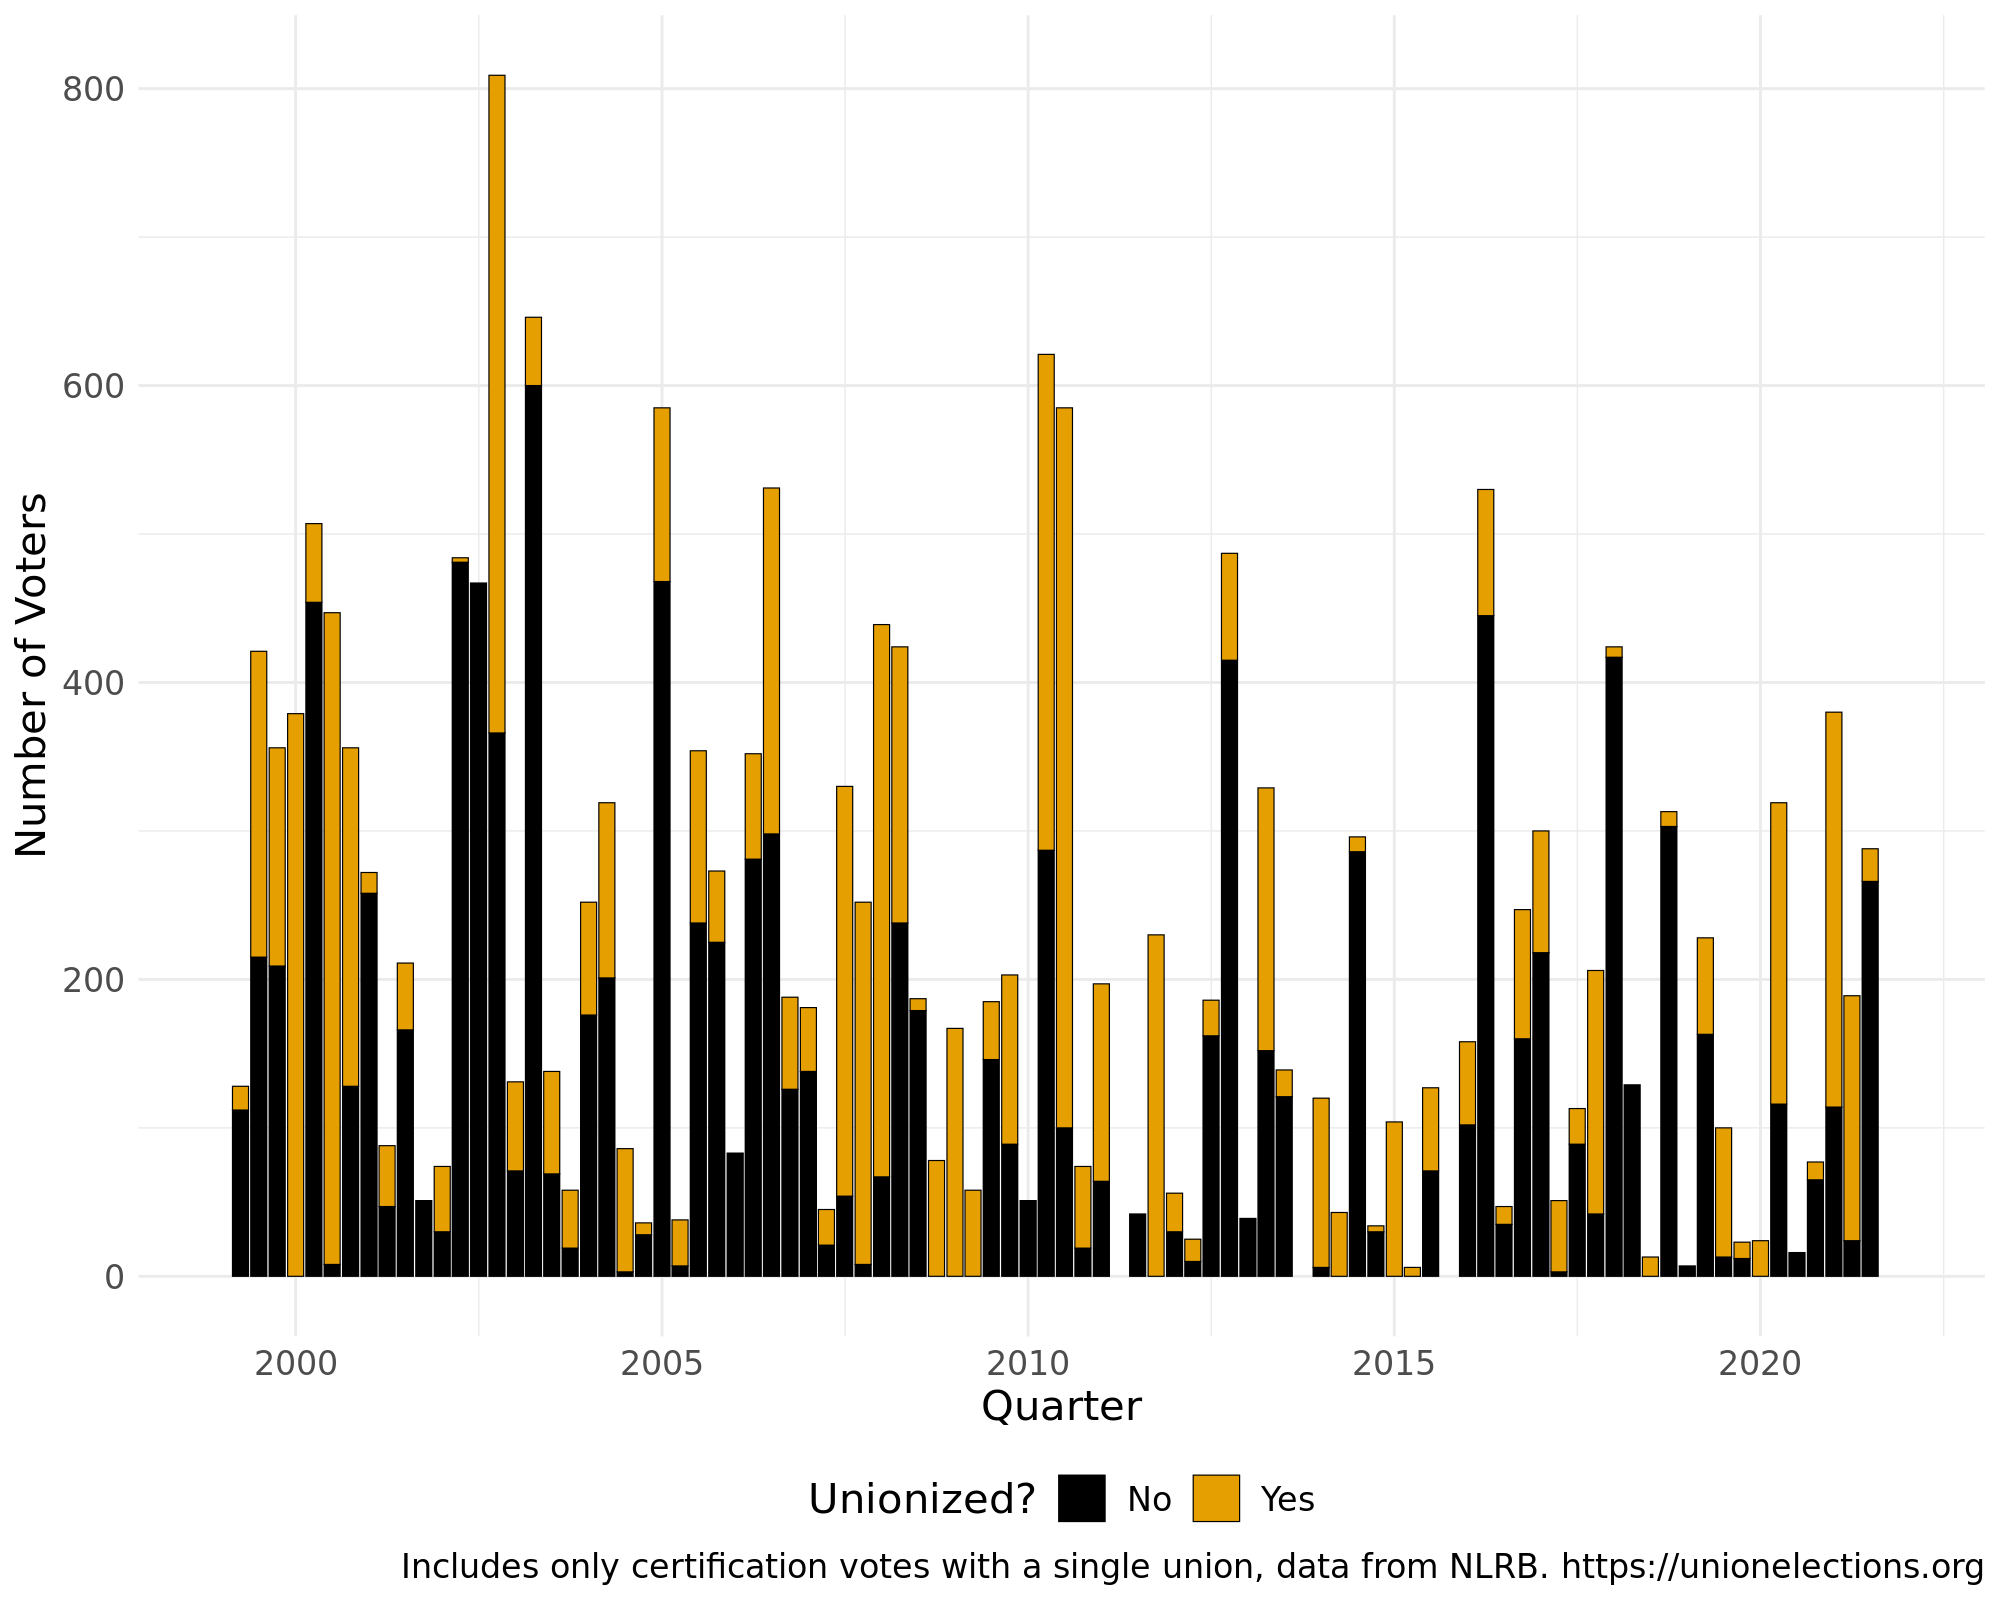 800
600
400
200
0
Number of Voters
2000 2005 2010 2015 2020
Quarter
Unionized? No Yes
Includes only certification votes with a single union, data from NLRB. https://unionelections.org